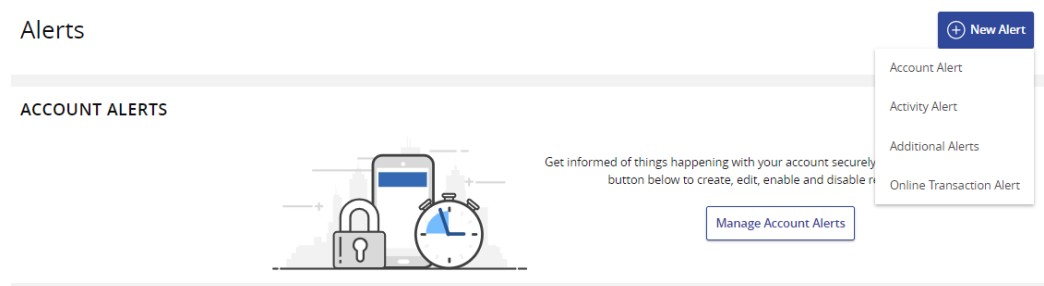 Alerts
New Alert
Account Alert
Activity Alert
Additional Alerts
Online Transaction Alert
ACCOUNT ALERTS
Get informed of things happening with your account securely
button below to create, edit, enable and disable
Manage Account Alerts